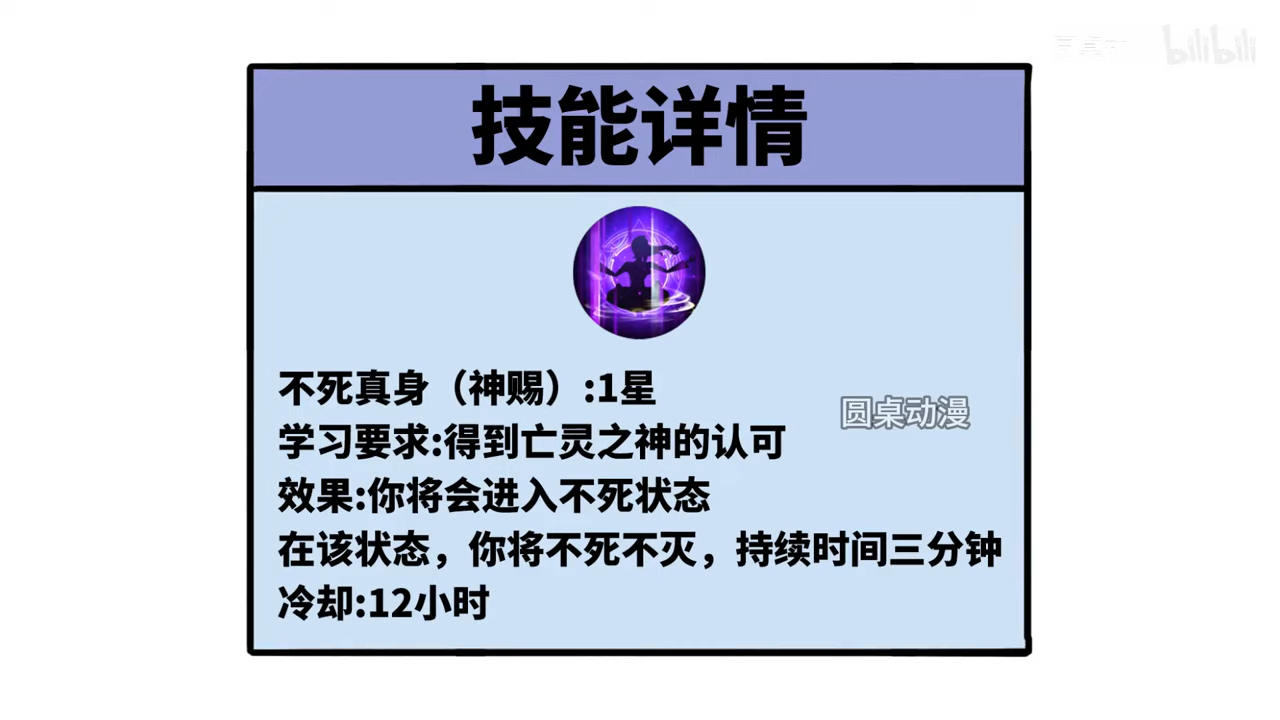 bilibili
技能详情
不死真身（神赐）:1星
圆桌动漫
学习要求:得到亡灵之神的认可
效果:你将会进入不死状态
在该状态，你将不死不灭，持续时间三分钟
冷却:12小时